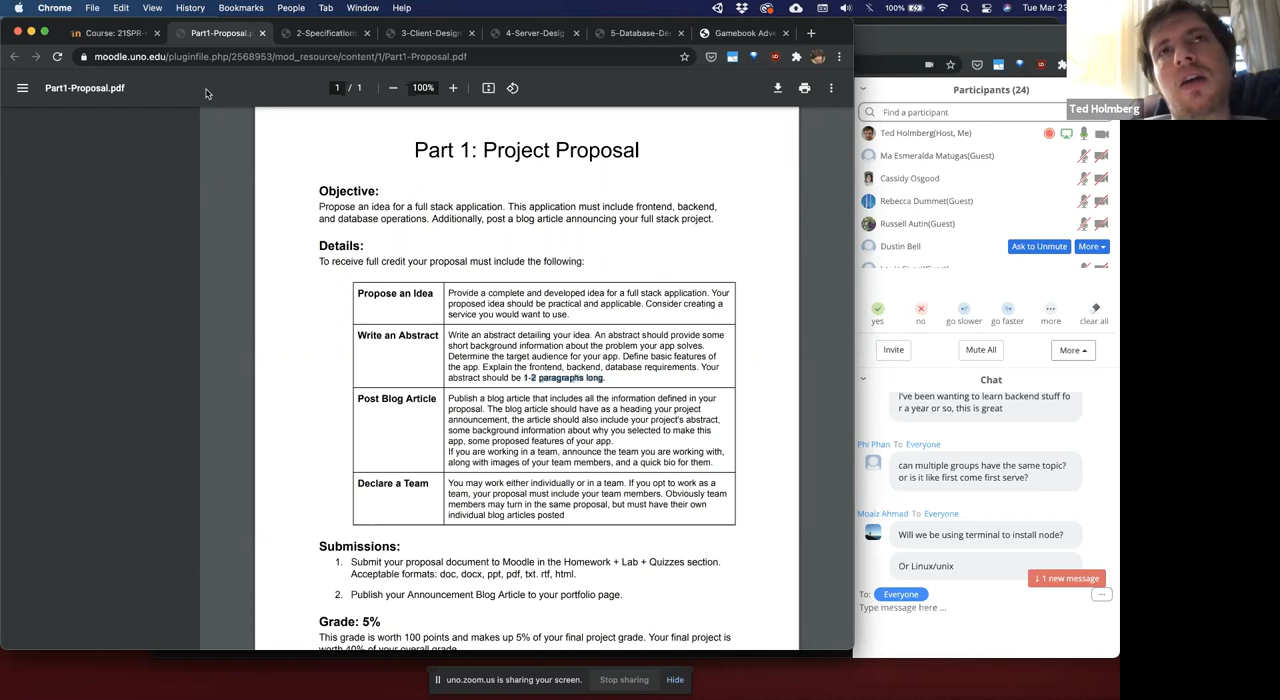 Chrome File Edit View History Bookmarks People Tab Window Help 100% Tue Mar 23
Course: 21SPR- Part1-Proposal. 2-Specification 3-Client-Design 4-Server-Desig 5-Database-De Gamebook Adve
moodle.uno.edu/pluginfile.php/2568953/mod_resource/content/1/Part1-Proposal.pdf
Part1-Proposal.pdf 1 / 1 100%
Part 1: Project Proposal
Objective:
Propose an idea for a full stack application. This application must include frontend, backend,
and database operations. Additionally, post a blog article announcing your full stack project.
Details:
To receive full credit your proposal must include the following:
Propose an Idea
Provide a complete and developed idea for a full stack application. Your
proposed idea should be practical and applicable. Consider creating a
service you would want to use.
Write an Abstract
Write an abstract detailing your idea. An abstract should provide some
short background information about the problem your app solves.
Determine the target audience for your app. Define basic features of
the app. Explain the frontend, backend, database requirements. Your
abstract should be 1-2 paragraphs long.
Post Blog Article
Publish a blog article that includes all the information defined in your
proposal. The blog article should have as a heading your project
announcement, the article should also include your project's abstract,
some background information about why you selected to make this
app, some proposed features of your app.
If you are working in a team, announce the team you are working with,
along with images of your team members, and a quick bio for them.
Declare a Team
You may work either individually or in a team. If you opt to work as a
team, your proposal must include your team members. Obviously team
members may turn in the same proposal, but must have their own
individual blog articles posted
Submissions:
1. Submit your proposal document to Moodle in the Homework + Lab + Quizzes section.
Acceptable formats: doc, docx, ppt, pdf, txt. rtf, html.
2. Publish your Announcement Blog Article to your portfolio page.
Grade: 5%
This grade is worth 100 points and makes up 5% of your final project grade. Your final project is
worth 40% of your overall grade.
Ted Holmberg
Participants (24)
Find a participant
Ted Holmberg(Host, Me)
Ma Esmeralda Matugas(Guest)
Cassidy Osgood
Rebecca Dummet(Guest)
Russell Autin(Guest)
Dustin Bell Ask to Unmute More
yes no go slower go faster more clear all
Invite Mute All More
Chat
I've been wanting to learn backend stuff fo
r a year or so, this is great
Phi Phan To Everyone
can multiple groups have the same topic?
or is it like first come first serve?
Moaiz Ahmad To Everyone
Will we be using terminal to install node?
Or Linux/unix
↓ 1 new message
To: Everyone ...
Type message here ...
uno.zoom.us is sharing your screen. Stop sharing Hide